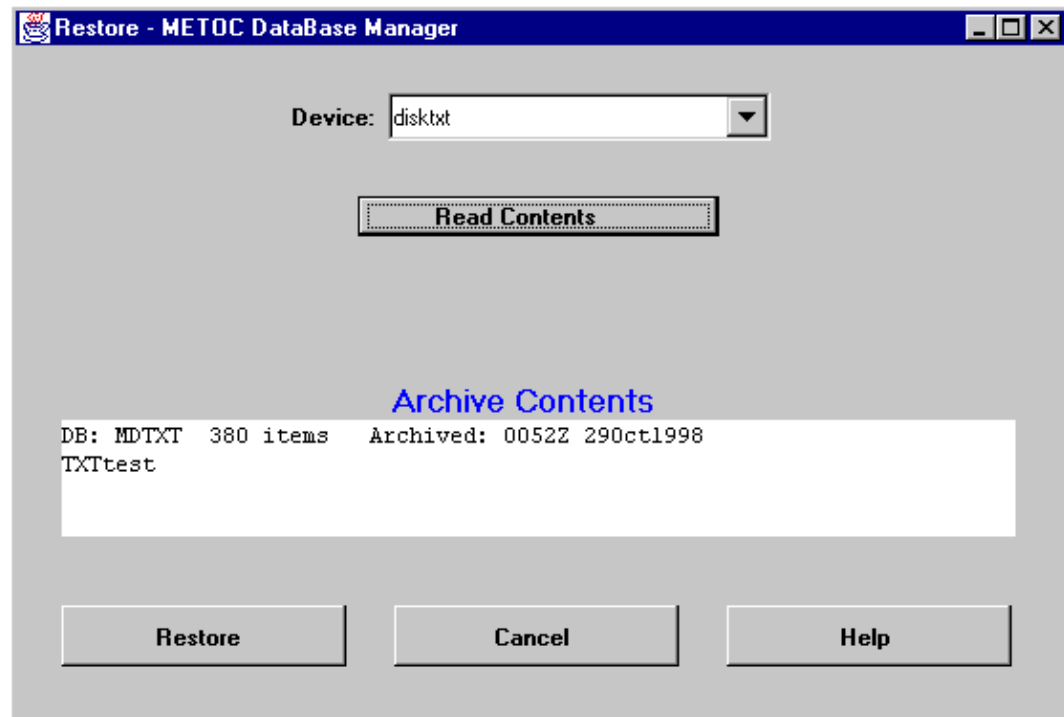 Restore - METOC DataBase Manager
Device: disktxt
Read Contents
Archive Contents
DB: MDTXT  380 items   Archived: 0052Z 29Oct1998
TXTtest
Restore Cancel Help